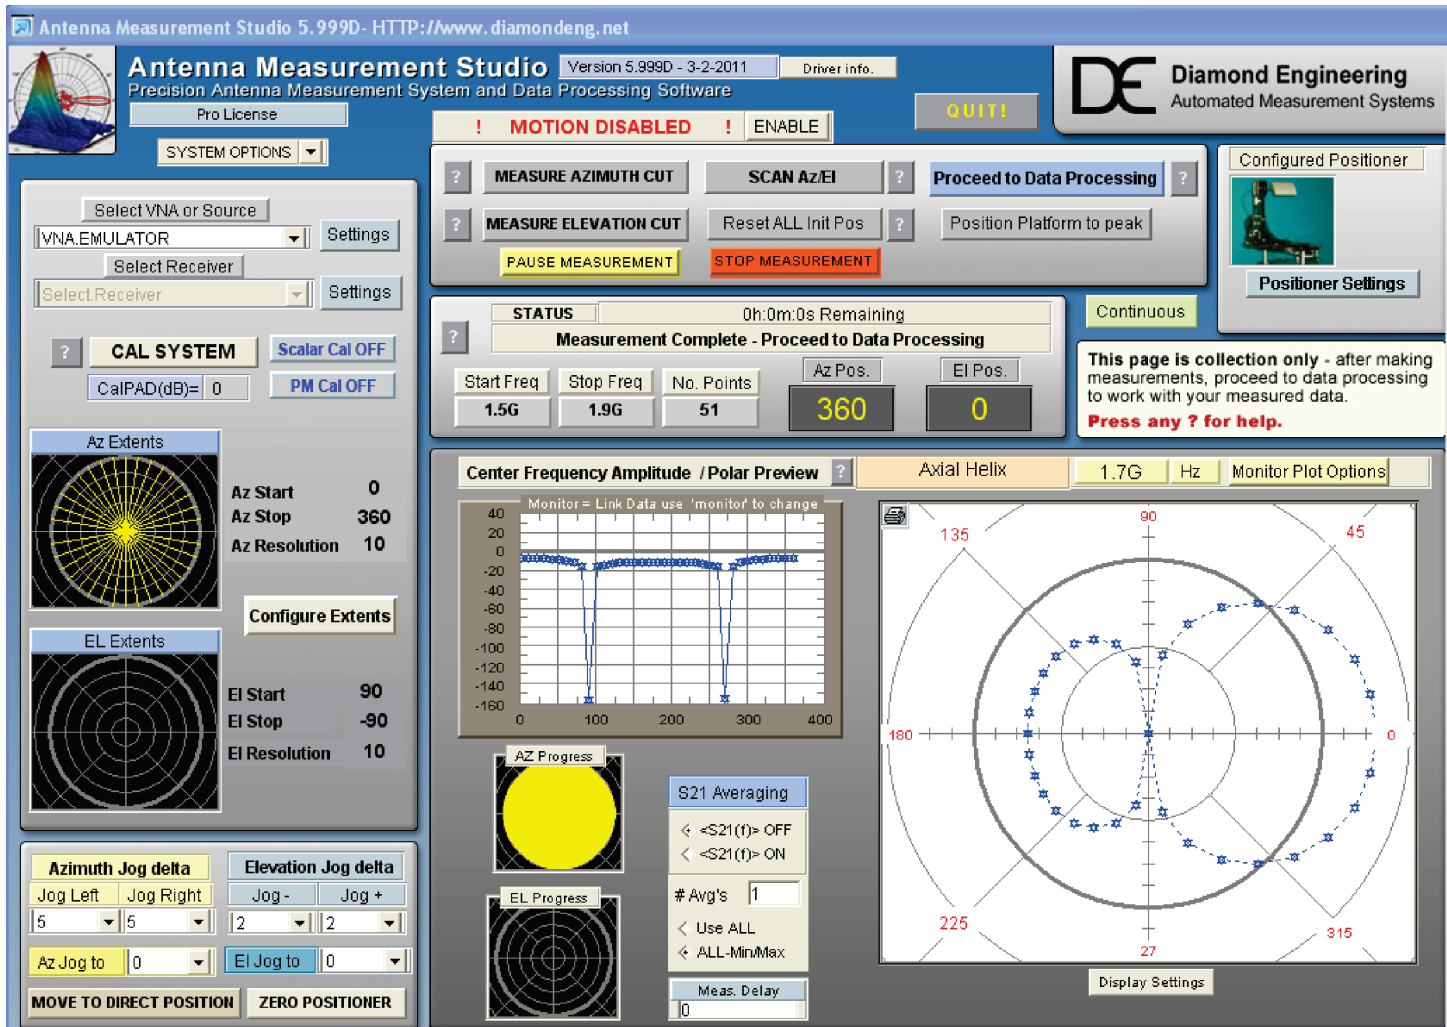 Antenna Measurement Studio 5.999D- HTTP://www.diamondeng.net
Antenna Measurement Studio
Version 5.999D - 3-2-2011
Driver info.
Precision Antenna Measurement System and Data Processing Software
Pro License
QUIT!
DE
Diamond Engineering
Automated Measurement Systems
! MOTION DISABLED !
ENABLE
SYSTEM OPTIONS
? MEASURE AZIMUTH CUT
SCAN Az/El ?
Proceed to Data Processing ?
? MEASURE ELEVATION CUT
Reset ALL Init Pos ?
Position Platform to peak
PAUSE MEASUREMENT
STOP MEASUREMENT
Configured Positioner
Positioner Settings
Select VNA or Source
VNA.EMULATOR
Settings
Select Receiver
Select.Receiver
Settings
? CAL SYSTEM
Scalar Cal OFF
CalPAD(dB)= 0
PM Cal OFF
STATUS
0h:0m:0s Remaining
?
Measurement Complete - Proceed to Data Processing
Start Freq
Stop Freq
No. Points
Az Pos.
El Pos.
1.5G
1.9G
51
360
0
Continuous
This page is collection only - after making
measurements, proceed to data processing
to work with your measured data.
Press any ? for help.
Az Extents
Az Start 0
Az Stop 360
Az Resolution 10
Configure Extents
EL Extents
El Start 90
El Stop -90
El Resolution 10
Center Frequency Amplitude / Polar Preview ?
Axial Helix
1.7G
Hz
Monitor Plot Options
Monitor = Link Data use 'monitor' to change
40
20
0
-20
-40
-60
-80
-100
-120
-140
-160
0 100 200 300 400
90
135
45
180
0
225
315
27
Display Settings
AZ Progress
EL Progress
S21 Averaging
<S21(f)> OFF
<S21(f)> ON
# Avg's 1
Use ALL
ALL-Min/Max
Meas. Delay
0
Azimuth Jog delta
Elevation Jog delta
Jog Left
Jog Right
Jog -
Jog +
5
5
2
2
Az Jog to 0
El Jog to 0
MOVE TO DIRECT POSITION
ZERO POSITIONER